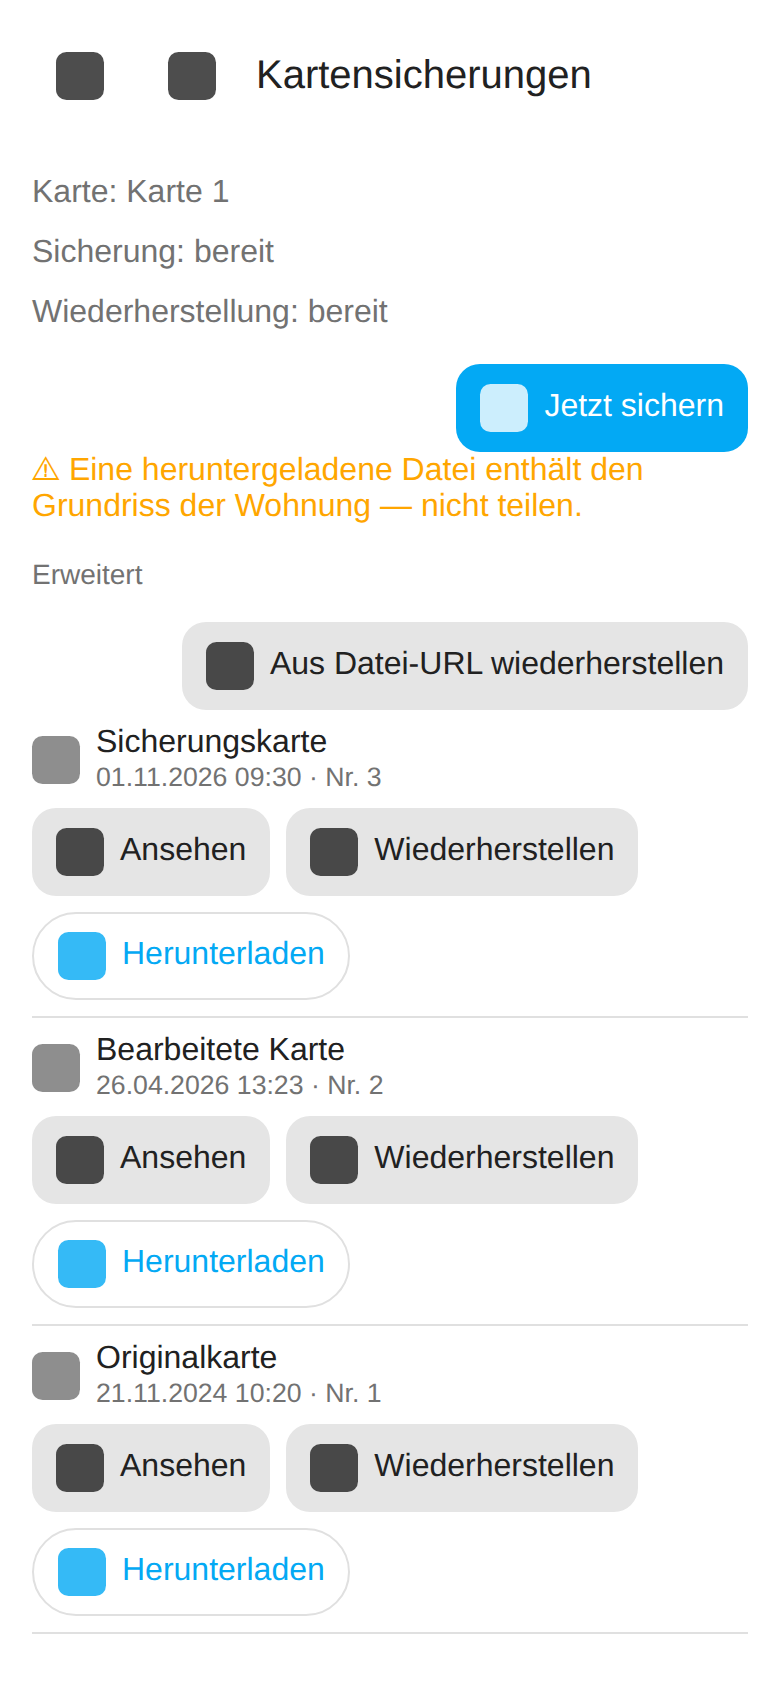 Kartensicherungen
Karte: Karte 1
Sicherung: bereit
Wiederherstellung: bereit
Jetzt sichern
⚠ Eine heruntergeladene Datei enthält den
Grundriss der Wohnung — nicht teilen.
Erweitert
Aus Datei-URL wiederherstellen
Sicherungskarte
01.11.2026 09:30 · Nr. 3
Ansehen
Wiederherstellen
Herunterladen
Bearbeitete Karte
26.04.2026 13:23 · Nr. 2
Ansehen
Wiederherstellen
Herunterladen
Originalkarte
21.11.2024 10:20 · Nr. 1
Ansehen
Wiederherstellen
Herunterladen